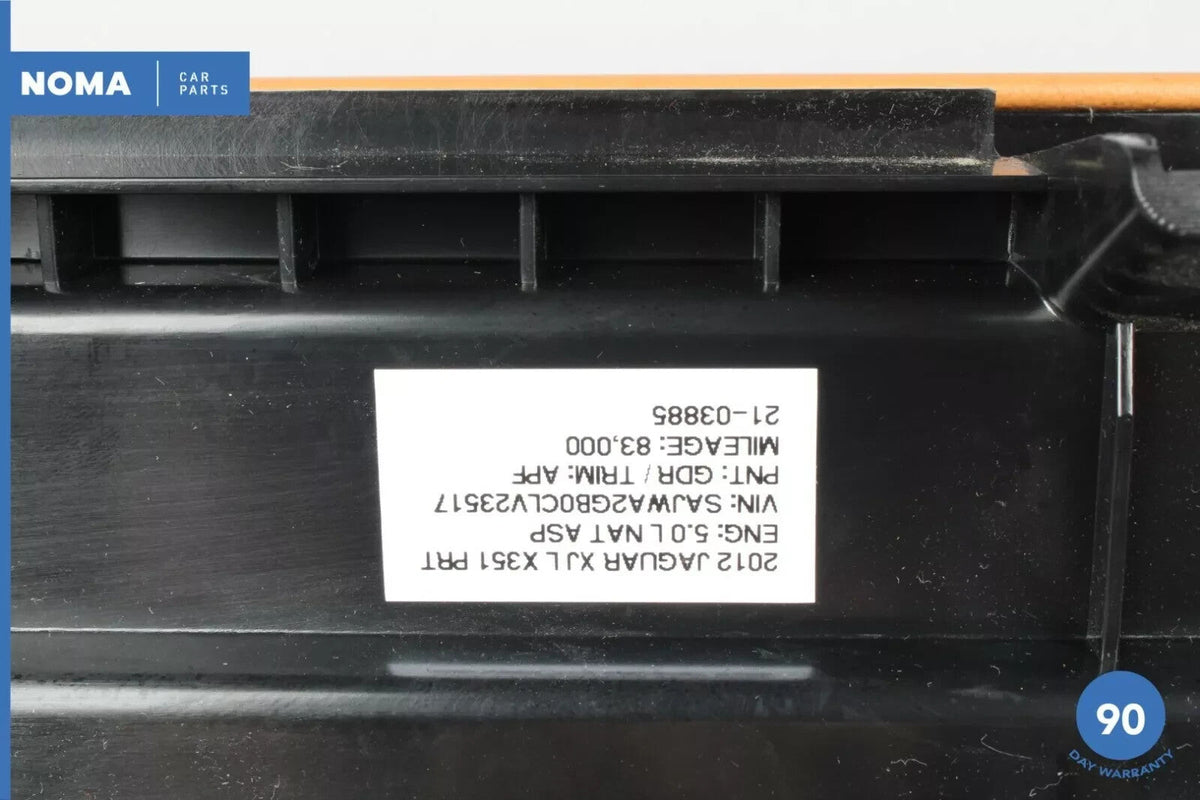 NOMA
CAR
PARTS
2012 JAGUAR XJ L X351 PRT
ENG: 5.0 L NAT ASP
VIN: SAJWA2GB0CLV23517
PNT: GDR / TRIM: APF
MILEAGE: 83,000
21-03885
90
DAY WARRANTY